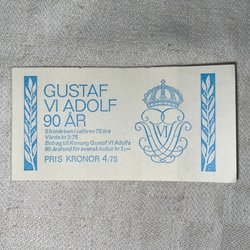 GUSTAF
VI ADOLF
90 ÅR
5 frimärken i valören 75 öre
Värde kr 3:75
Bidrag till Konung Gustaf VI Adolfs
80-årsfond för svensk kultur kr 1:—
PRIS KRONOR 4:75